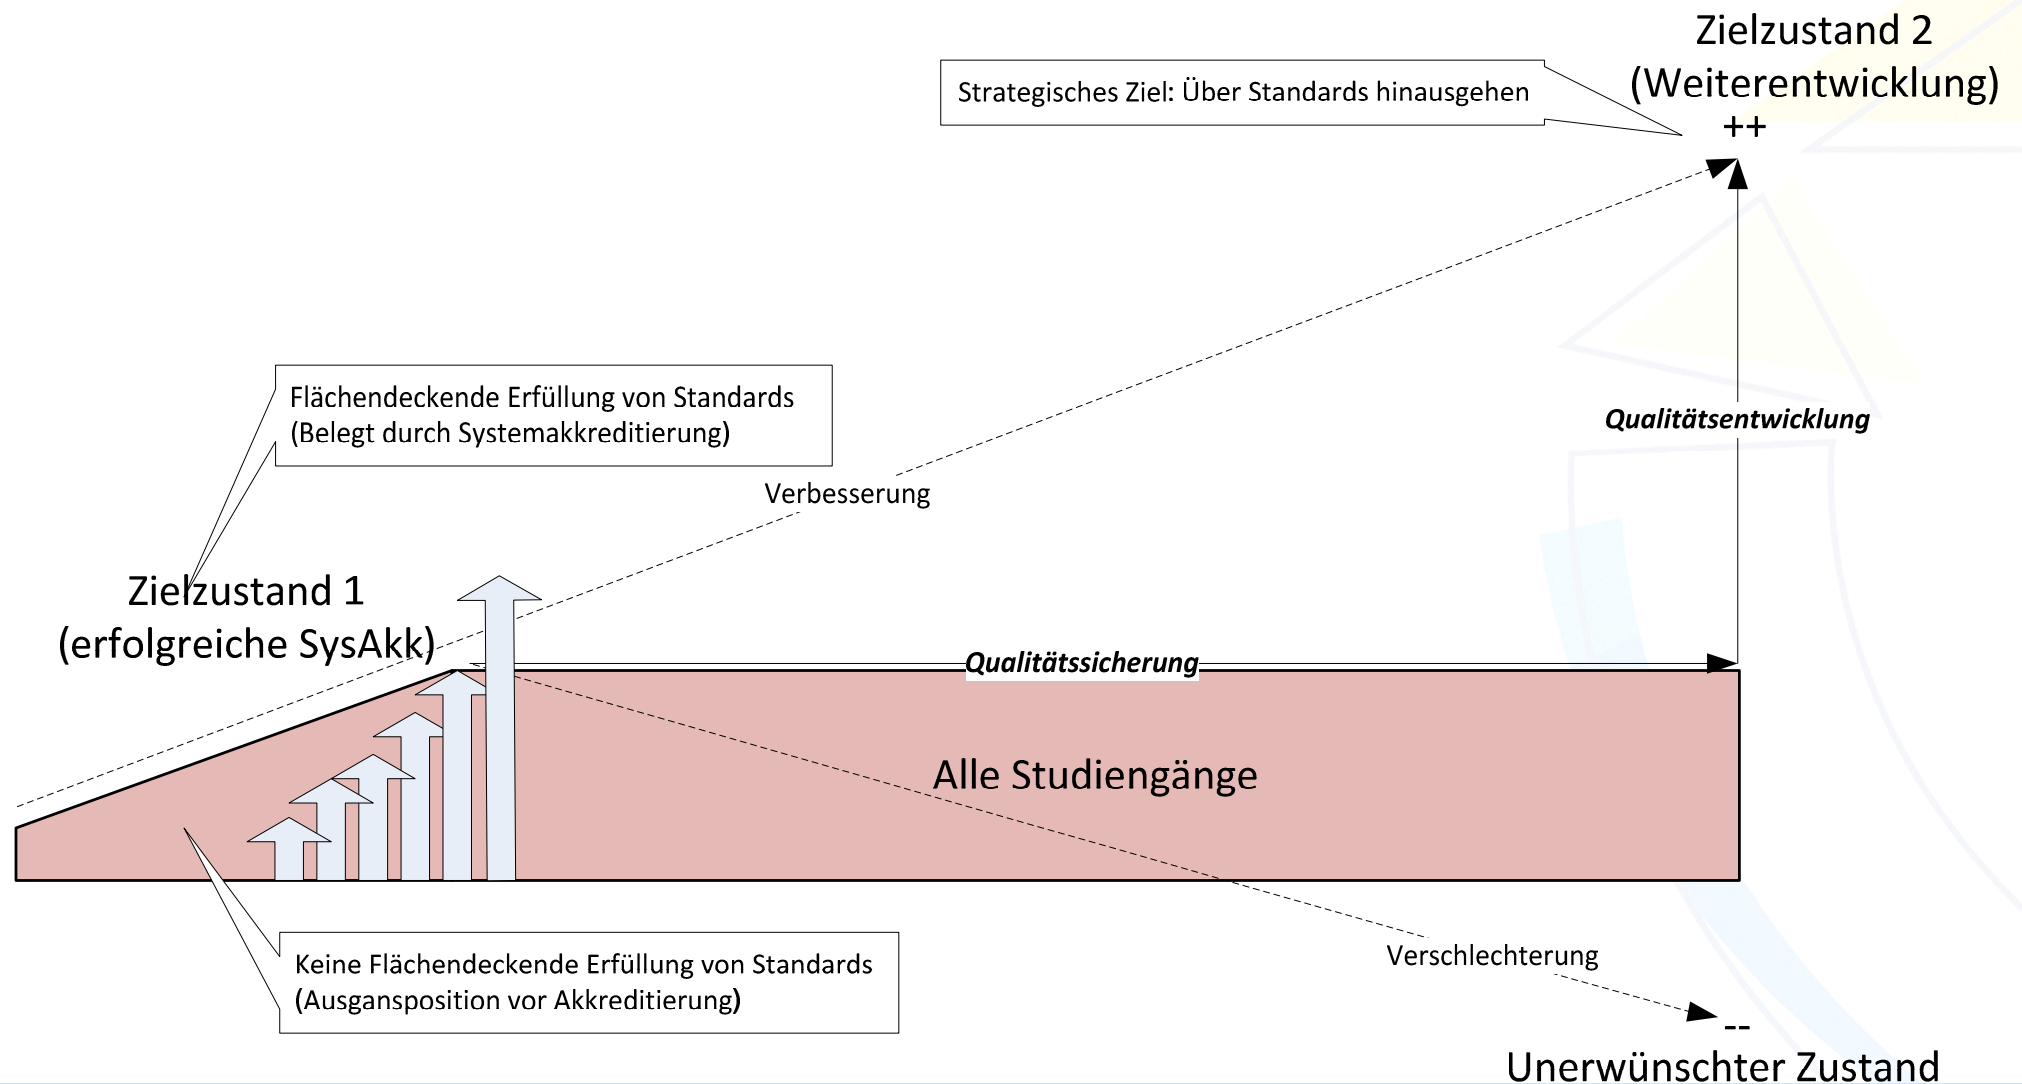 Zielzustand 2
(Weiterentwicklung)
++
Strategisches Ziel: Über Standards hinausgehen
Flächendeckende Erfüllung von Standards
(Belegt durch Systemakkreditierung)
Qualitätsentwicklung
Verbesserung
Zielzustand 1
(erfolgreiche SysAkk)
Qualitätssicherung
Alle Studiengänge
Keine Flächendeckende Erfüllung von Standards
(Ausgansposition vor Akkreditierung)
Verschlechterung
--
Unerwünschter Zustand